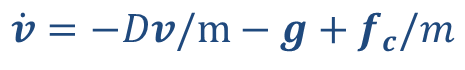 v̇ = −Dv/m − g + f_c/m